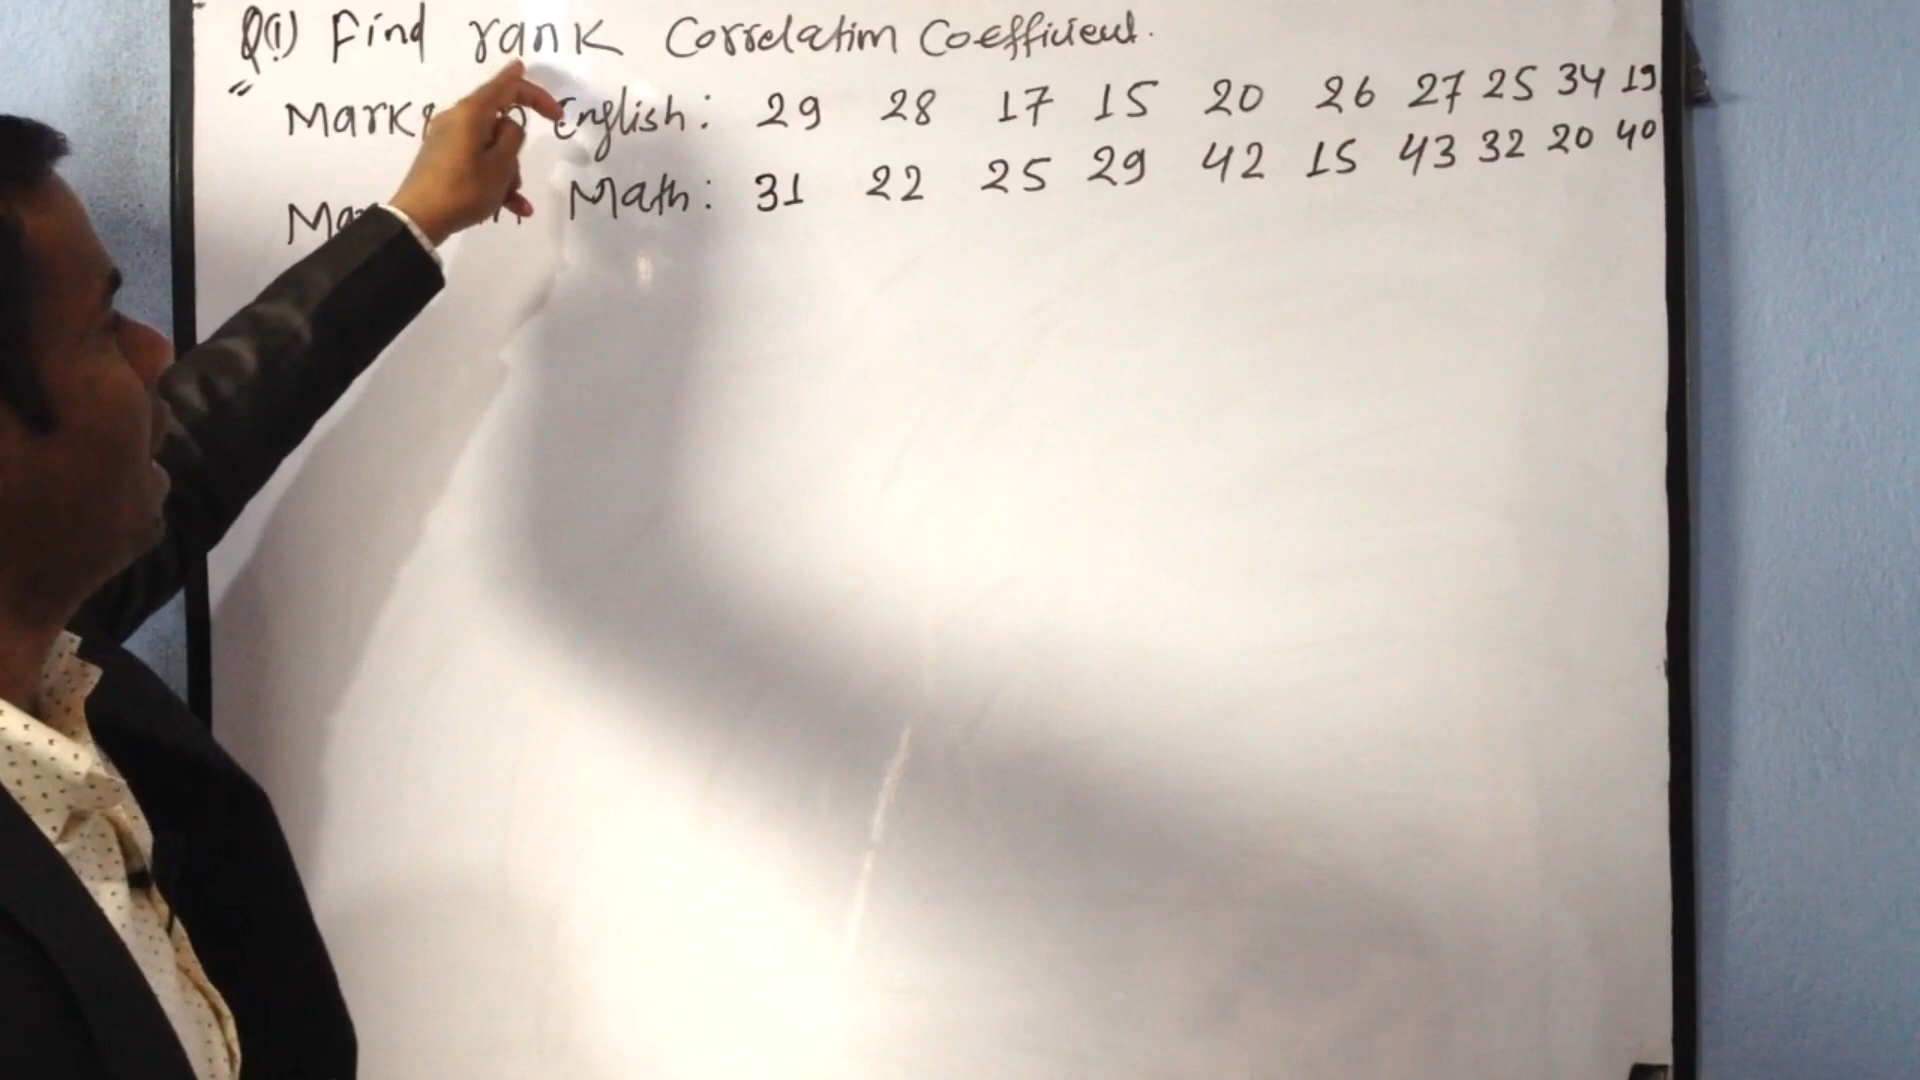 Q(1) Find rank Correlation Coefficient.
English: 29 28 17 15 20 26 27 25 34 19
Math: 31 22 25 29 42 15 43 32 20 40